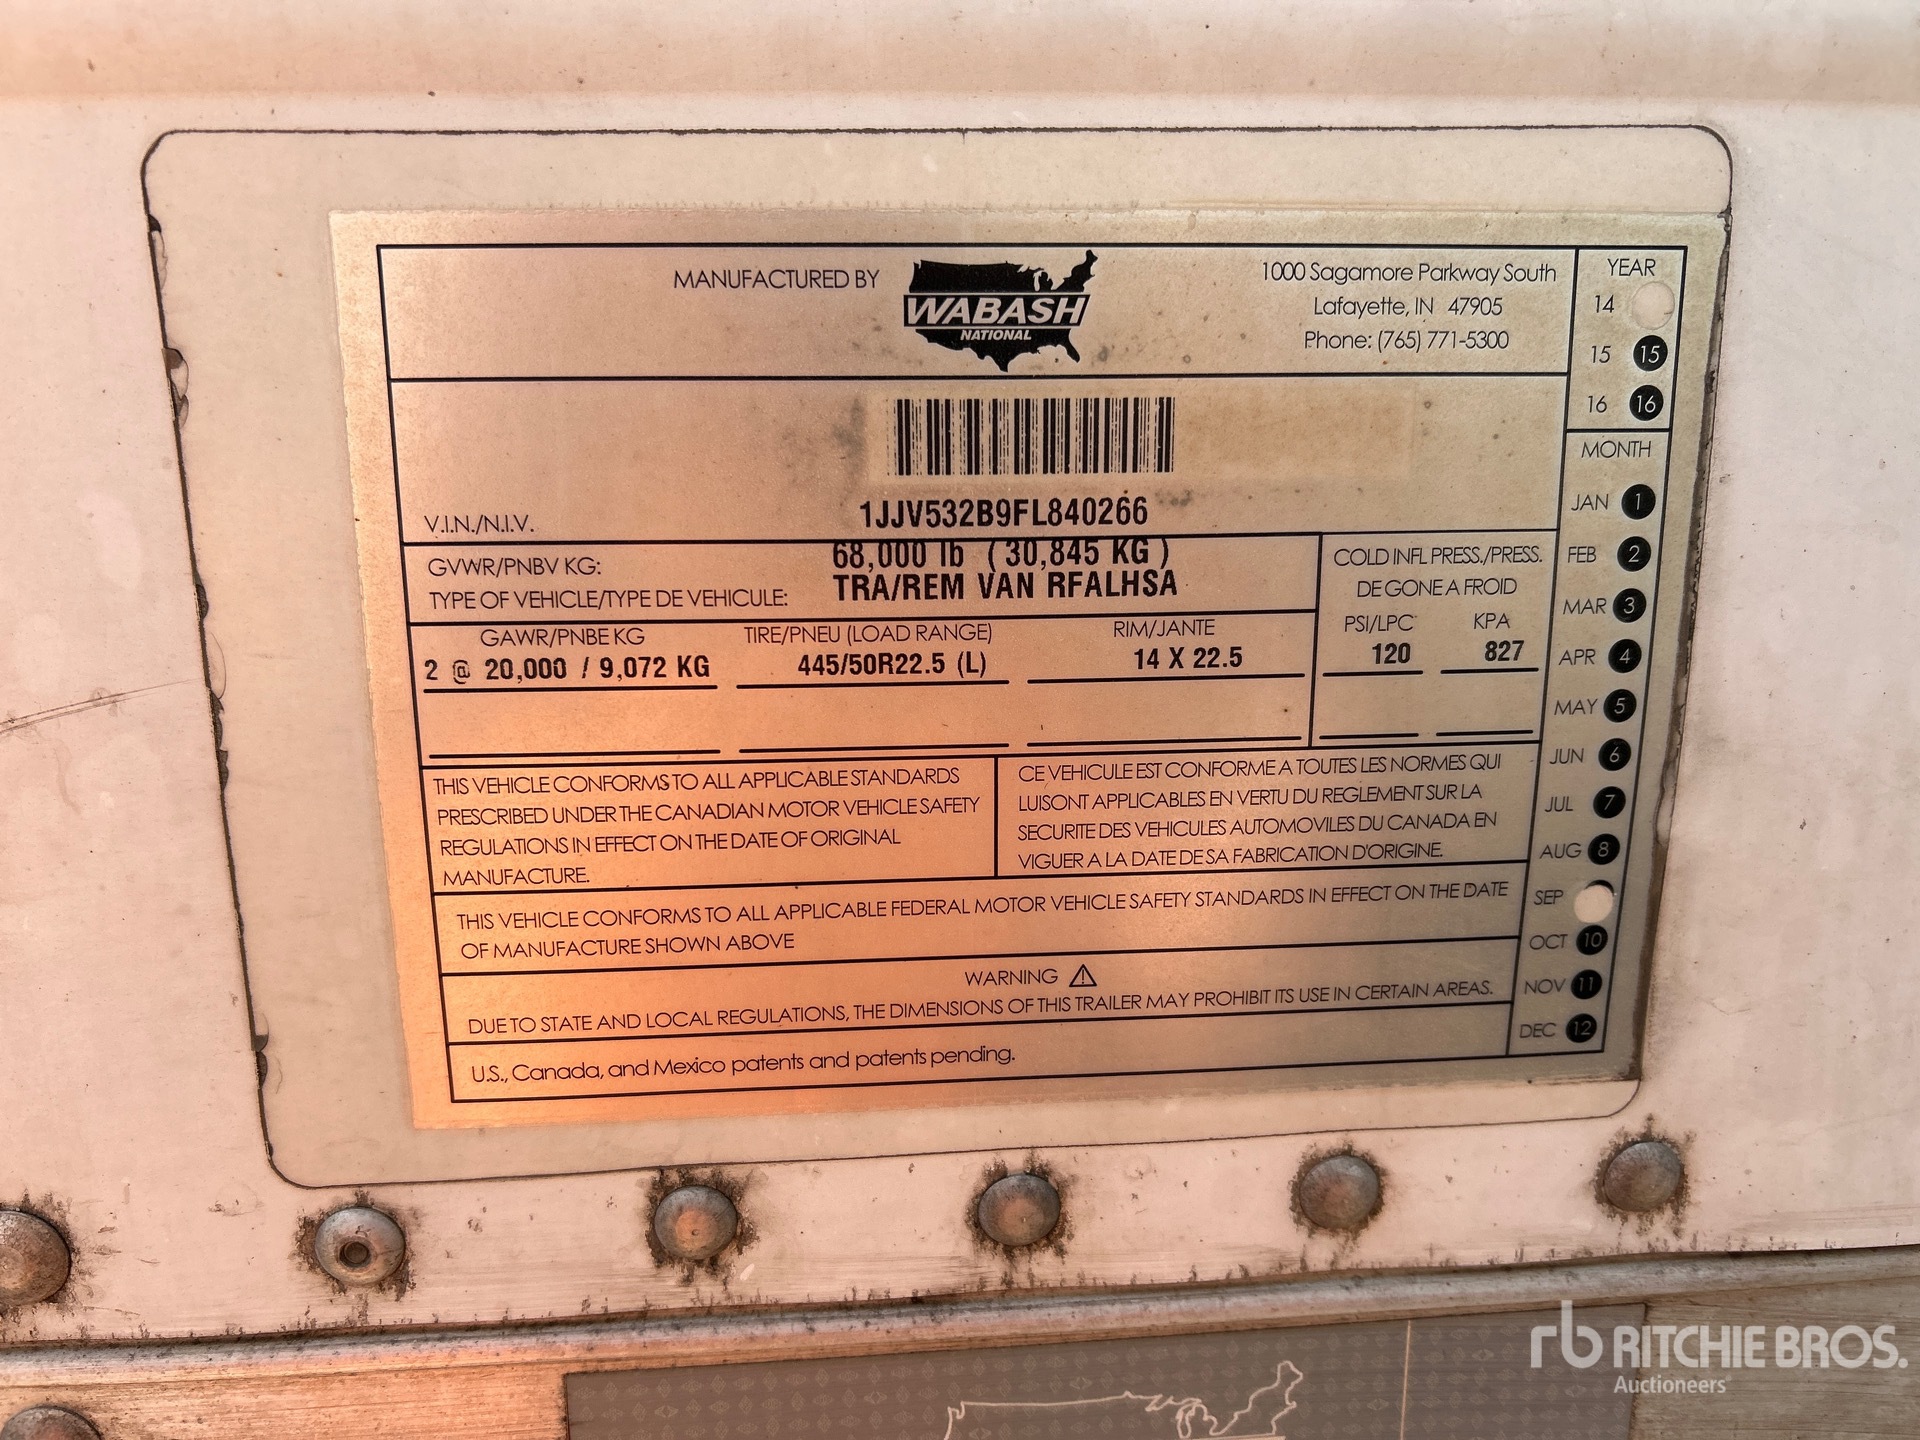 MANUFACTURED BY
WABASH
NATIONAL
1000 Sagamore Parkway South
Lafayette, IN 47905
Phone: (765) 771-5300
YEAR
14
15 15
16 16
V.I.N./N.I.V.
1JJV532B9FL840266
GVWR/PNBV KG: 68,000 lb ( 30,845 KG )
TYPE OF VEHICLE/TYPE DE VEHICULE: TRA/REM VAN RFALHSA
COLD INFL PRESS./PRESS.
DE GONE A FROID
PSI/LPC KPA
120 827
GAWR/PNBE KG TIRE/PNEU (LOAD RANGE) RIM/JANTE
2 @ 20,000 / 9,072 KG 445/50R22.5 (L) 14 X 22.5
MONTH
JAN 1
FEB 2
MAR 3
APR 4
MAY 5
JUN 6
JUL 7
AUG 8
SEP
OCT 10
NOV 11
DEC 12
THIS VEHICLE CONFORMS TO ALL APPLICABLE STANDARDS
PRESCRIBED UNDER THE CANADIAN MOTOR VEHICLE SAFETY
REGULATIONS IN EFFECT ON THE DATE OF ORIGINAL
MANUFACTURE.
CE VEHICULE EST CONFORME A TOUTES LES NORMES QUI
LUISONT APPLICABLES EN VERTU DU REGLEMENT SUR LA
SECURITE DES VEHICULES AUTOMOVILES DU CANADA EN
VIGUER A LA DATE DE SA FABRICATION D'ORIGINE.
THIS VEHICLE CONFORMS TO ALL APPLICABLE FEDERAL MOTOR VEHICLE SAFETY STANDARDS IN EFFECT ON THE DATE
OF MANUFACTURE SHOWN ABOVE
WARNING
DUE TO STATE AND LOCAL REGULATIONS, THE DIMENSIONS OF THIS TRAILER MAY PROHIBIT ITS USE IN CERTAIN AREAS.
U.S., Canada, and Mexico patents and patents pending.
rb RITCHIE BROS.
Auctioneers